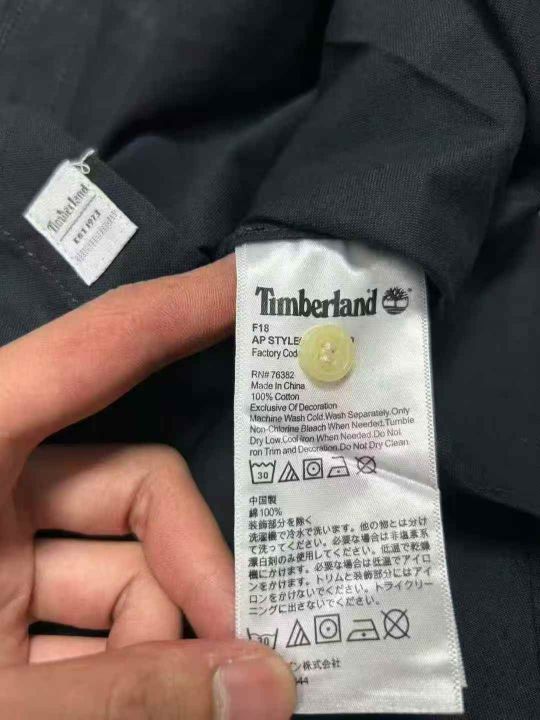 Timberland
EST 1973
Timberland
F18
AP STYLE
Factory Cod
RN# 76382
Made In China
100% Cotton
Exclusive Of Decoration
Machine Wash Cold.Wash Separately.Only
Non-Chlorine Bleach When Needed.Tumble
Dry Low.Cool Iron When Needed.Do Not
ron Trim and Decoration.Do Not Dry Clean.
30
中国製
綿100%
装飾部分を除く
洗濯機で冷水で洗います。他の物とは分け
て洗ってください。必要な場合は非塩素系
漂白剤のみ使用してください。低温で乾燥
機にかけます。必要な場合は低温でアイロ
ンをかけます。トリムと装飾部分にはアイ
ロンをかけないでください。トライクリー
ニングに出さないでください。
30
ン株式会社
44